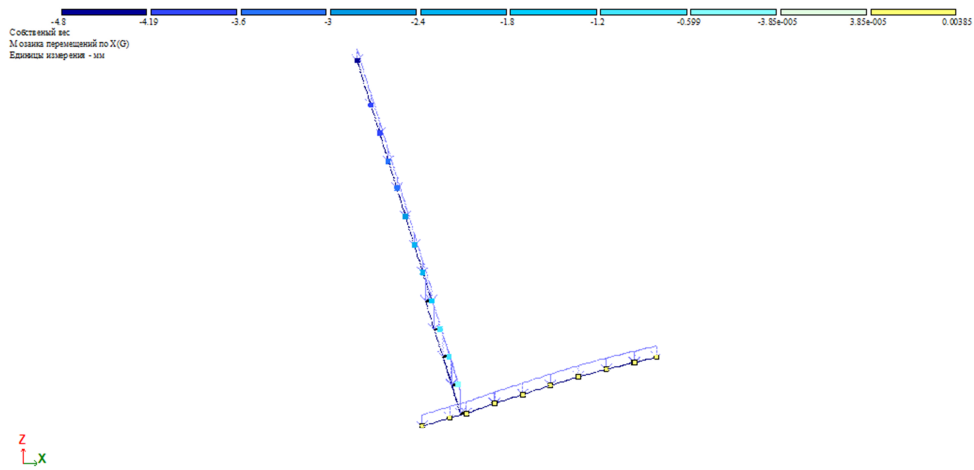 -4.8 -4.19 -3.6 -3 -2.4 -1.8 -1.2 -0.599 -3.85e-005 3.85e-005 0.00385
Собственый вес
Мозаика перемещений по X(G)
Единицы измерения - мм
Z
X